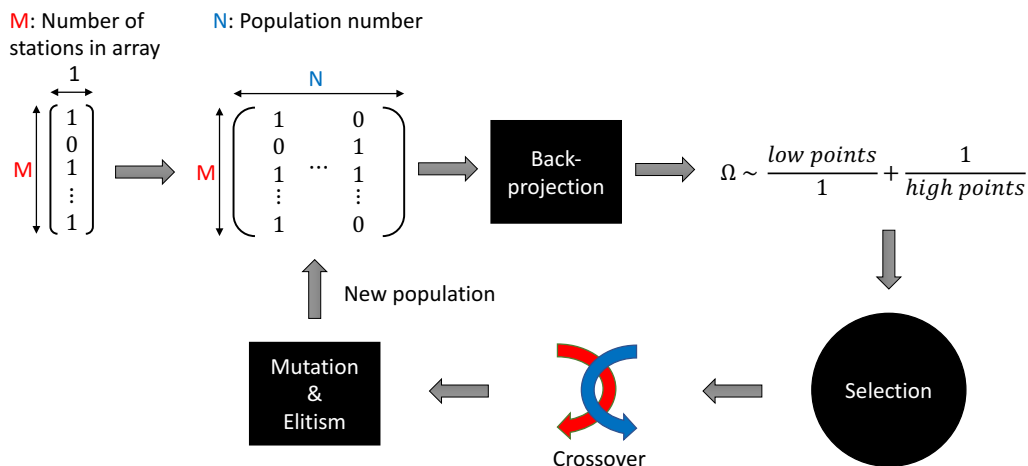 M: Number of
stations in array
N: Population number
1
N
M
1
0
1
⋮
1
M
1 0
0 1
1 ... 1
⋮ ⋮
1 0
Back-
projection
Ω ~ low points / 1 + 1 / high points
New population
Mutation
&
Elitism
Crossover
Selection